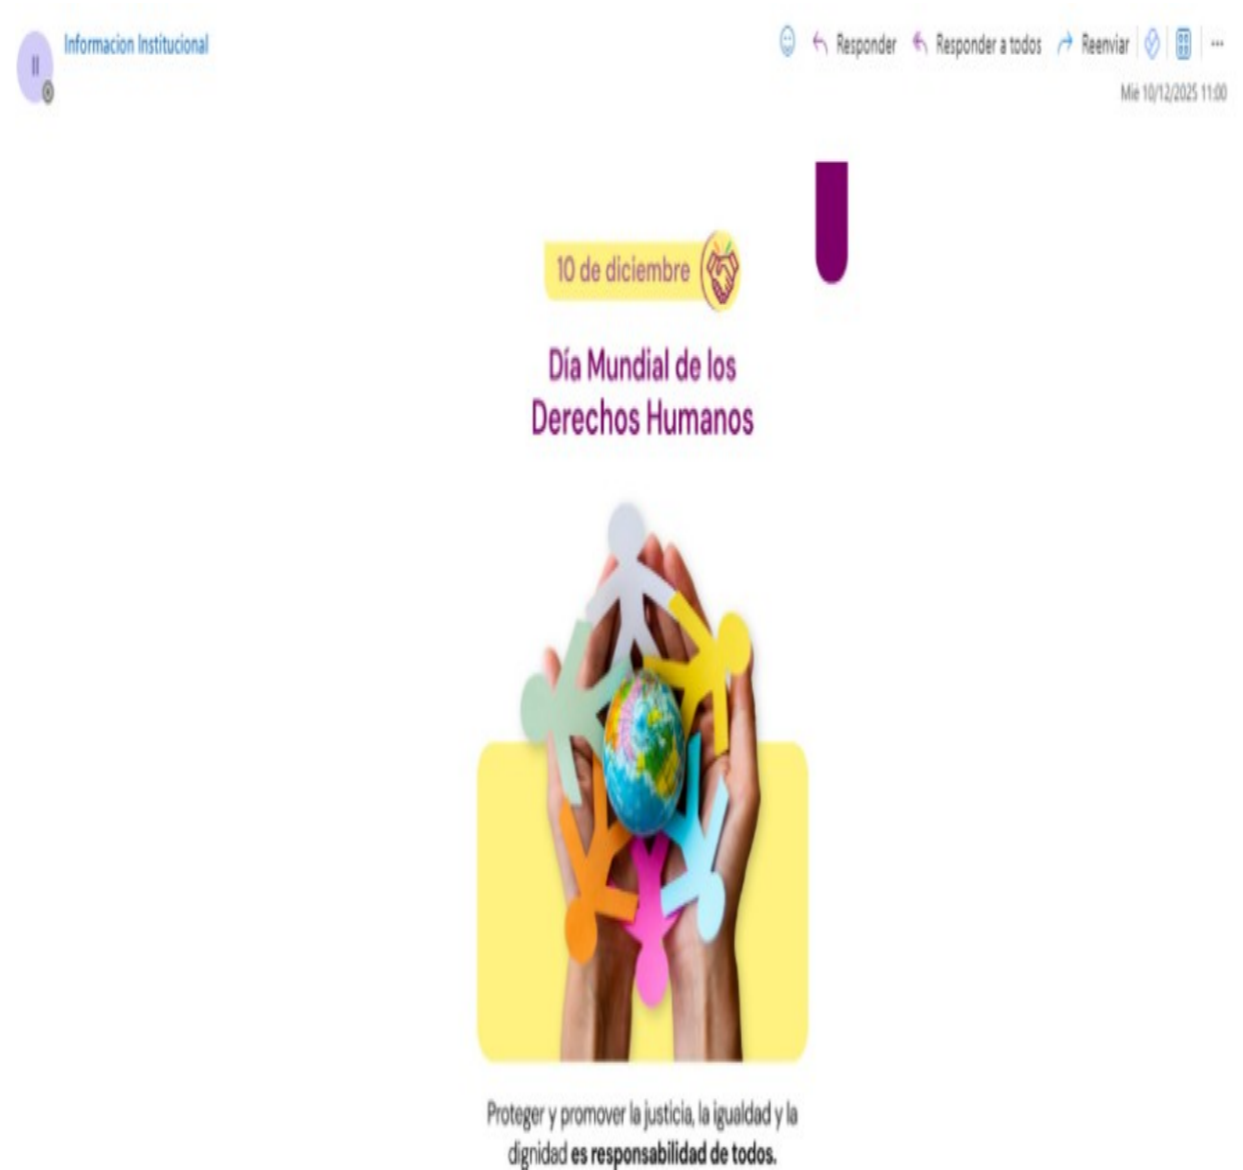 Informacion Institucional
Responder Responder a todos Reenviar
Mié 10/12/2025 11:00
II
10 de diciembre
Día Mundial de los
Derechos Humanos
Proteger y promover la justicia, la igualdad y la
dignidad es responsabilidad de todos.